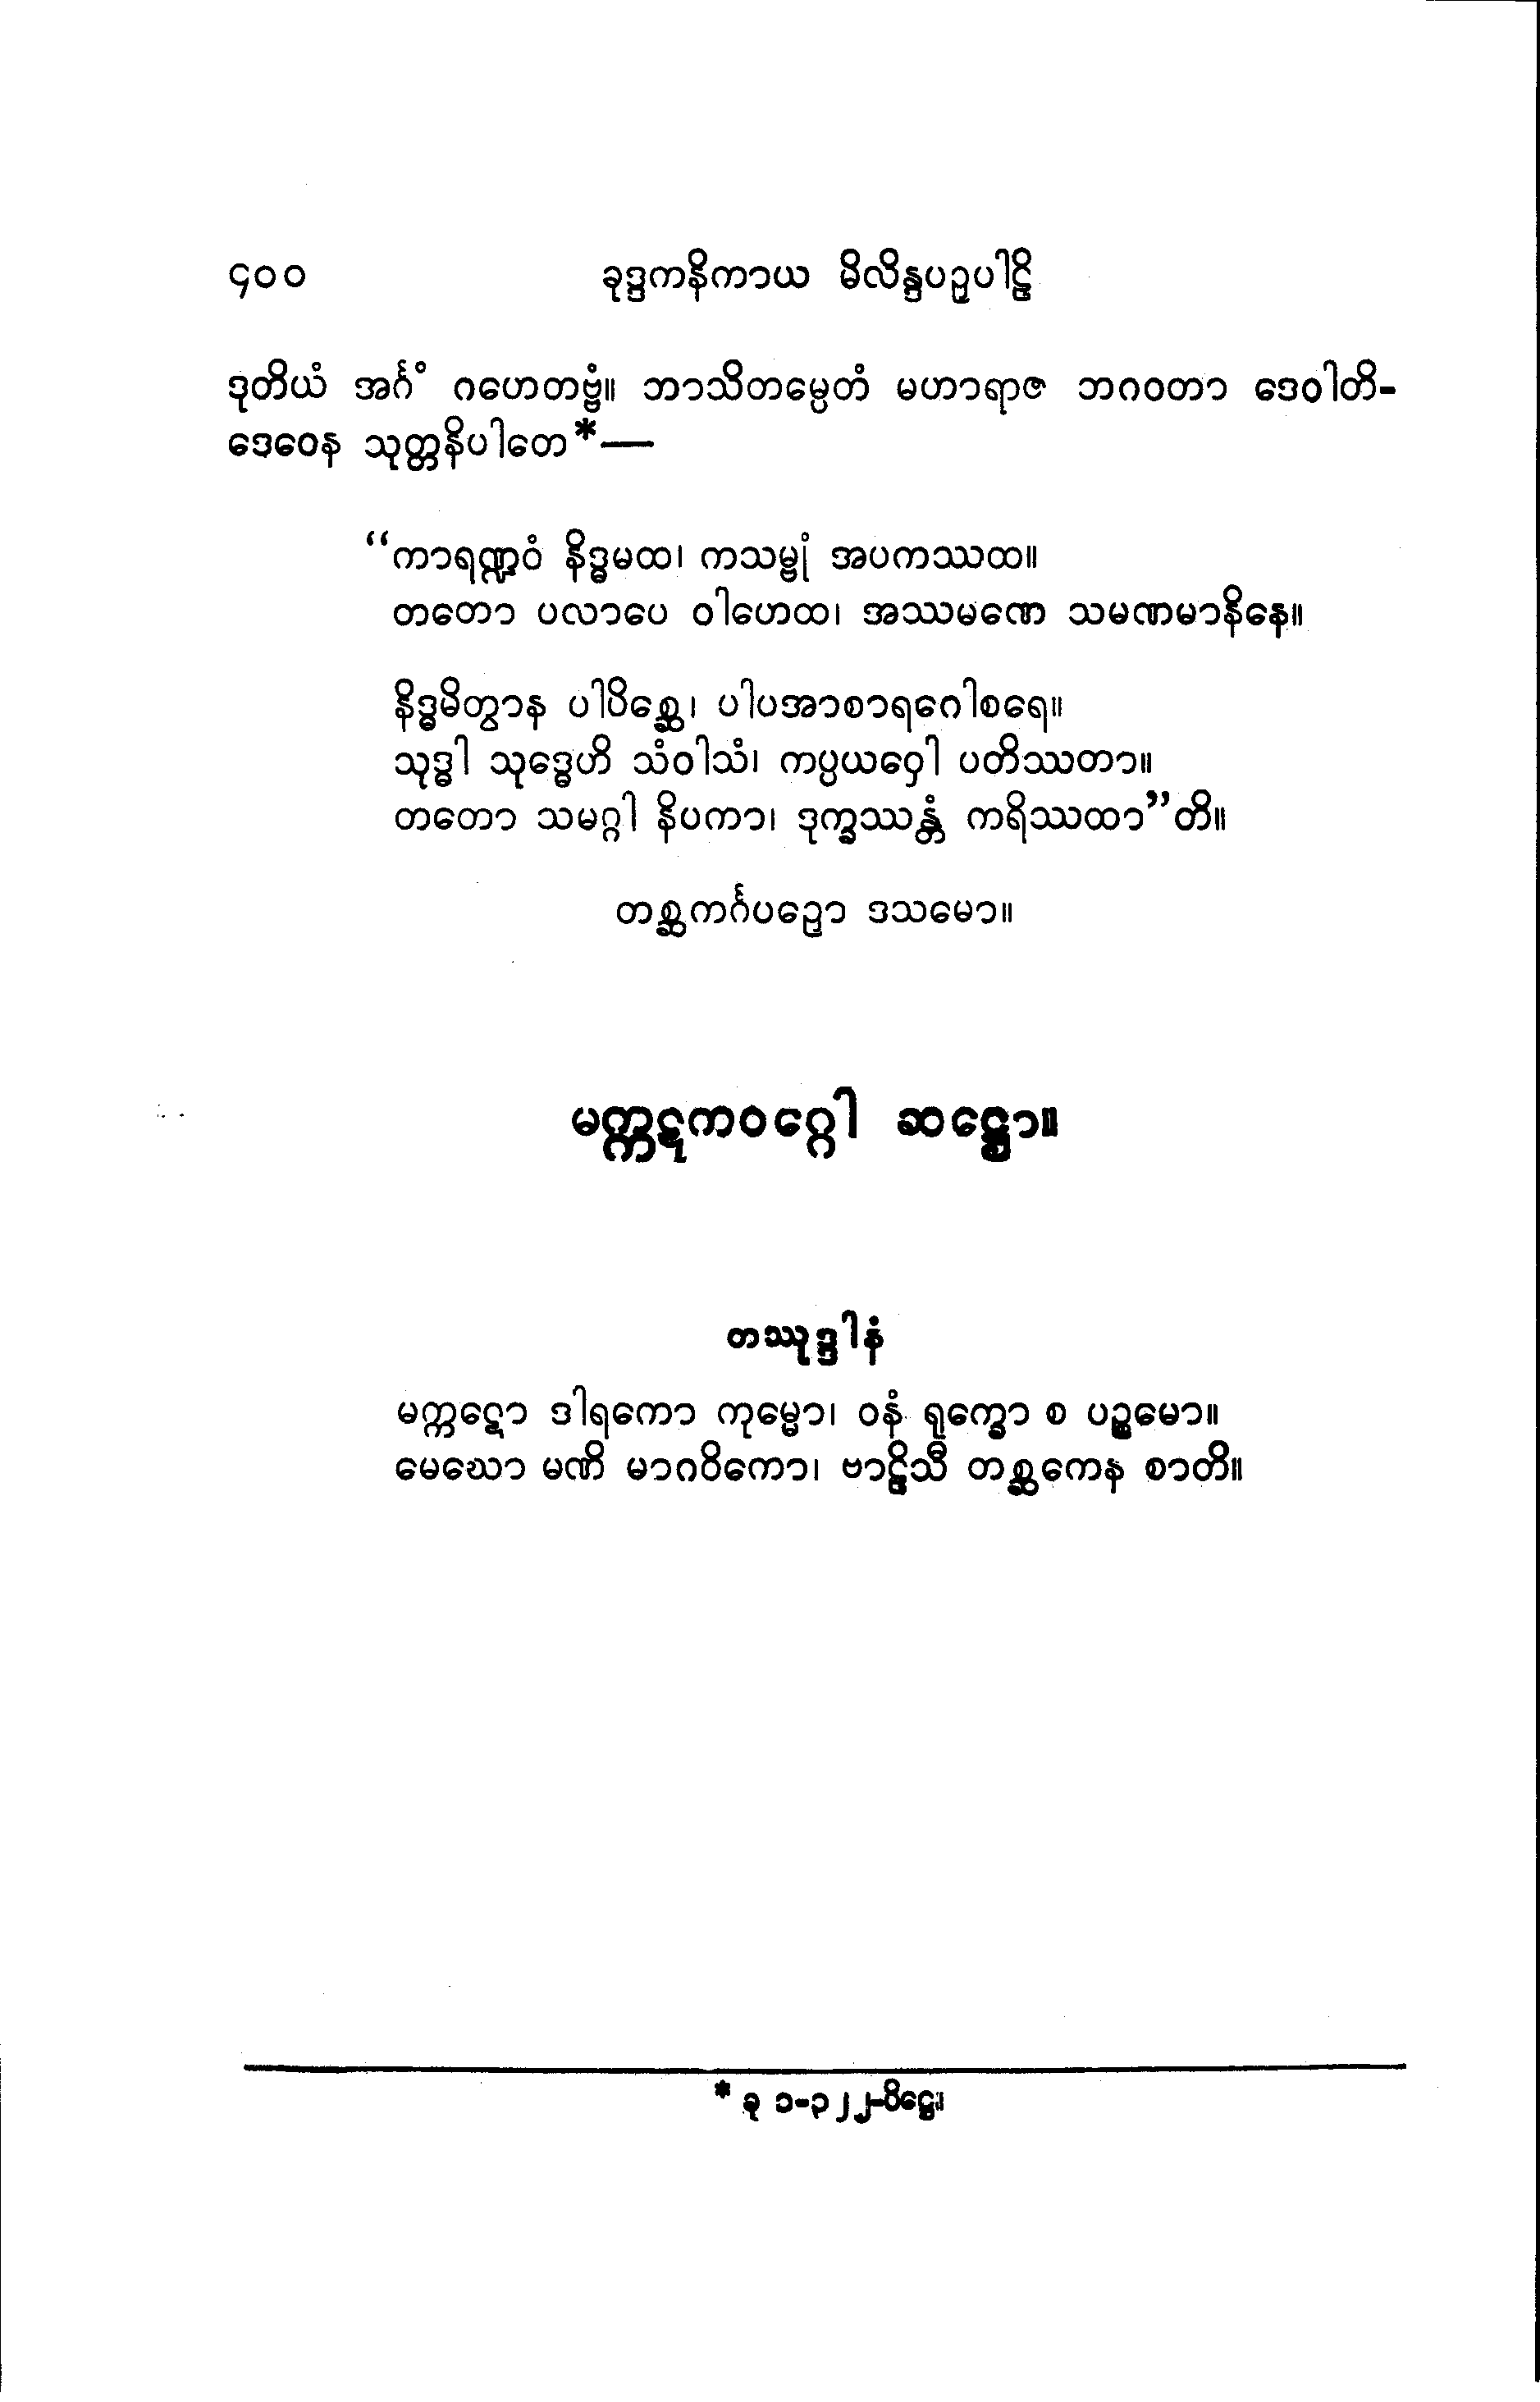 ၄၀၀ ခုဒ္ဒကနိကာယ မိလိန္ဒပဉှပါဠိ
ဒုတိယံ အင်္ဂံ ဂဟေတဗ္ဗံ။ ဘာသိတမ္ပေတံ မဟာရာဇ ဘဂဝတာ ဒေဝါတိ-
ဒေဝေန သုတ္တနိပါတေ*—
“ကာရဏ္ဍဝံ နိဒ္ဓမထ၊ ကသမ္ဗုံ အပကဿထ။
တတော ပလာပေ ဝါဟေထ၊ အဿမဏေ သမဏမာနိနေ။
နိဒ္ဓမိတွာန ပါပိစ္ဆေ၊ ပါပအာစာရဂေါစရေ။
သုဒ္ဓါ သုဒ္ဓေဟိ သံဝါသံ၊ ကပ္ပယဝှေါ ပတိဿတာ။
တတော သမဂ္ဂါ နိပကာ၊ ဒုက္ခဿန္တံ ကရိဿထာ”တိ။
တစ္ဆကင်္ဂပဉှော ဒသမော။
မက္ကဋကဝဂ္ဂေါ ဆဋ္ဌော။
တဿုဒ္ဒါနံ
မက္ကဋော ဒါရကော ကုမ္မော၊ ဝနံ ရုက္ခော စ ပဉ္စမော။
မေဃော မဏိ မာဂဝိကော၊ ဗာဠိသီ တစ္ဆကေန စာတိ။
* ခု ၁-၃၂၂-ပိဋ္ဌေ။